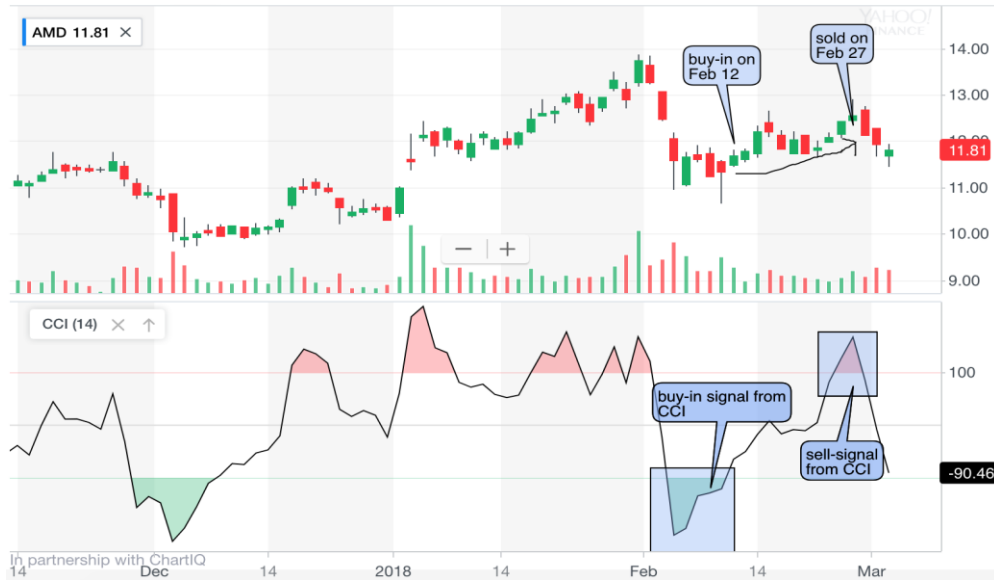 AMD 11.81 ×
YAHOO!
FINANCE
buy-in on
Feb 12
sold on
Feb 27
14.00
13.00
12.00
11.81
11.00
10.00
9.00
CCI (14) × ↑
100
buy-in signal from
CCI
sell-signal
from CCI
-90.46
In partnership with ChartIQ
14 Dec 14 2018 14 Feb 14 Mar